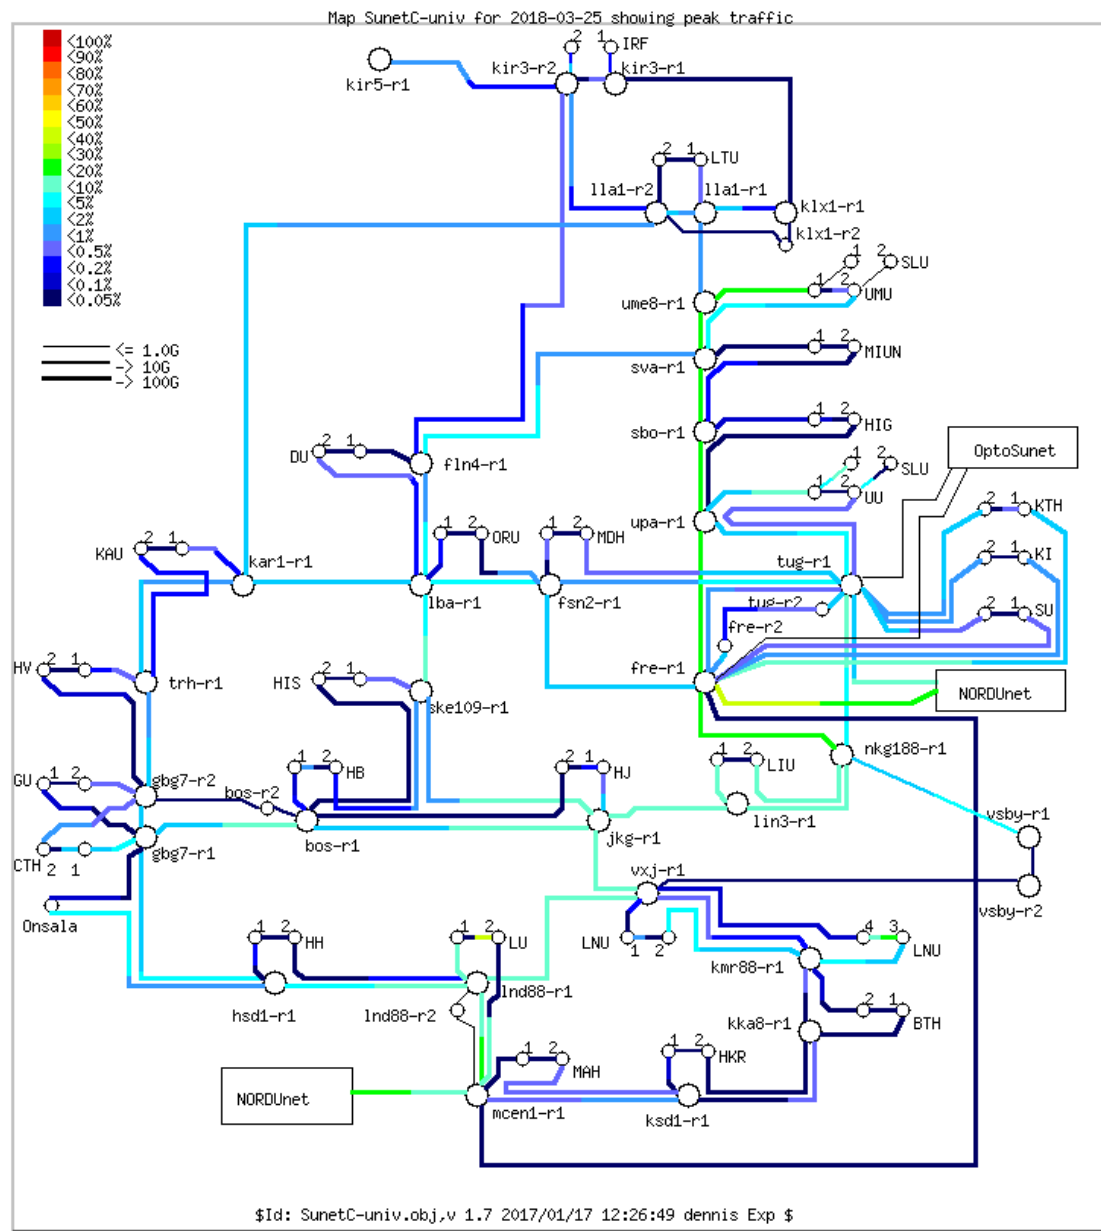 Map SunetC-univ for 2018-03-25 showing peak traffic
<100%
<90%
<80%
<70%
<60%
<50%
<40%
<30%
<20%
<10%
<5%
<2%
<1%
<0.5%
<0.2%
<0.1%
<0.05%
<= 1.0G
-> 10G
-> 100G
2 1 IRF
kir3-r2
kir3-r1
kir5-r1
2 1 LTU
lla1-r2
lla1-r1
klx1-r1
klx1-r2
1 2 SLU
1 2 UMU
ume8-r1
1 2 MIUN
sva-r1
1 2 HIG
sbo-r1
OptoSunet
DU 2 1
fln4-r1
1 2 SLU
1 2 UU
upa-r1
2 1 KTH
KAU 2 1
kar1-r1
1 2 ORU
1 2 MDH
tug-r1
2 1 KI
lba-r1
fsn2-r1
tug-r2
2 1 SU
fre-r2
HV 2 1
trh-r1
HIS 2 1
ske109-r1
fre-r1
NORDUnet
GU 1 2
gbg7-r2
bos-r2
1 2 HB
2 1 HJ
1 2 LIU
nkg188-r1
CTH 2 1
gbg7-r1
bos-r1
jkg-r1
lin3-r1
vsby-r1
vxj-r1
vsby-r2
Onsala
1 2 HH
1 2 LU
LNU 1 2
4 3 LNU
kmr88-r1
hsd1-r1
lnd88-r2
lnd88-r1
kka8-r1
2 1 BTH
1 2 MAH
1 2 HKR
NORDUnet
mcen1-r1
ksd1-r1
$Id: SunetC-univ.obj,v 1.7 2017/01/17 12:26:49 dennis Exp $